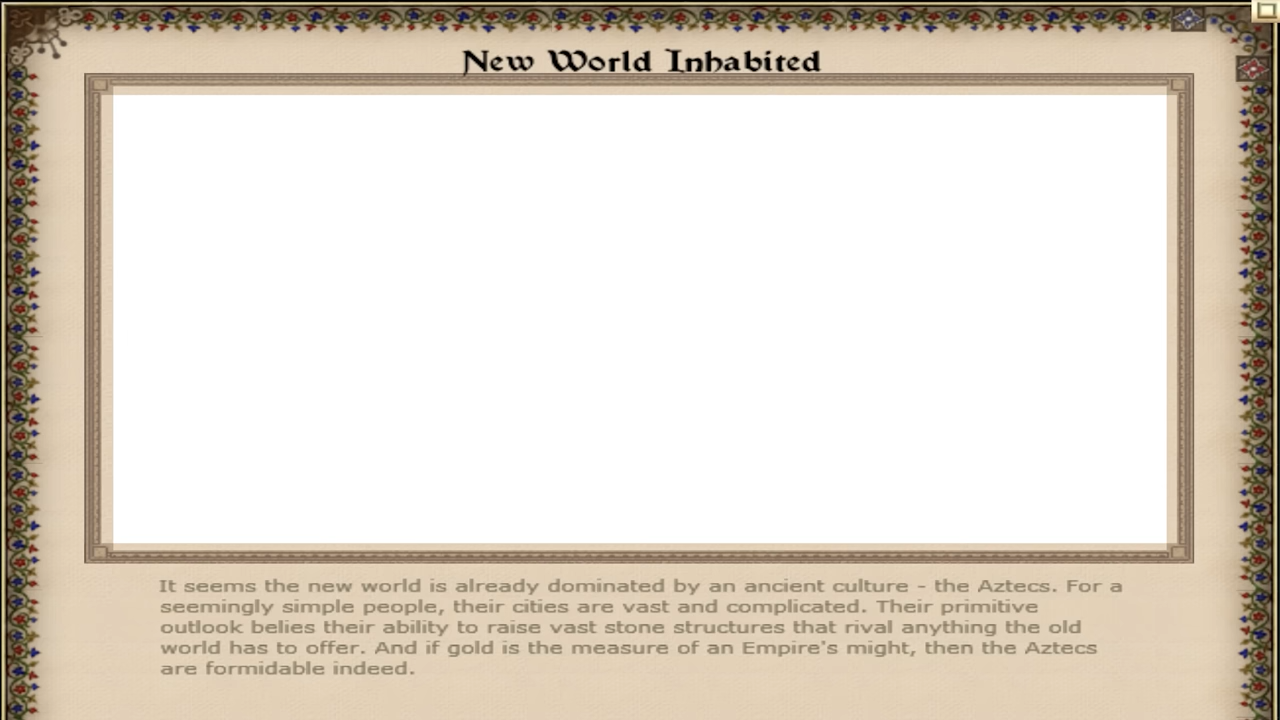 New World Inhabited
It seems the new world is already dominated by an ancient culture - the Aztecs. For a
seemingly simple people, their cities are vast and complicated. Their primitive
outlook belies their ability to raise vast stone structures that rival anything the old
world has to offer. And if gold is the measure of an Empire's might, then the Aztecs
are formidable indeed.